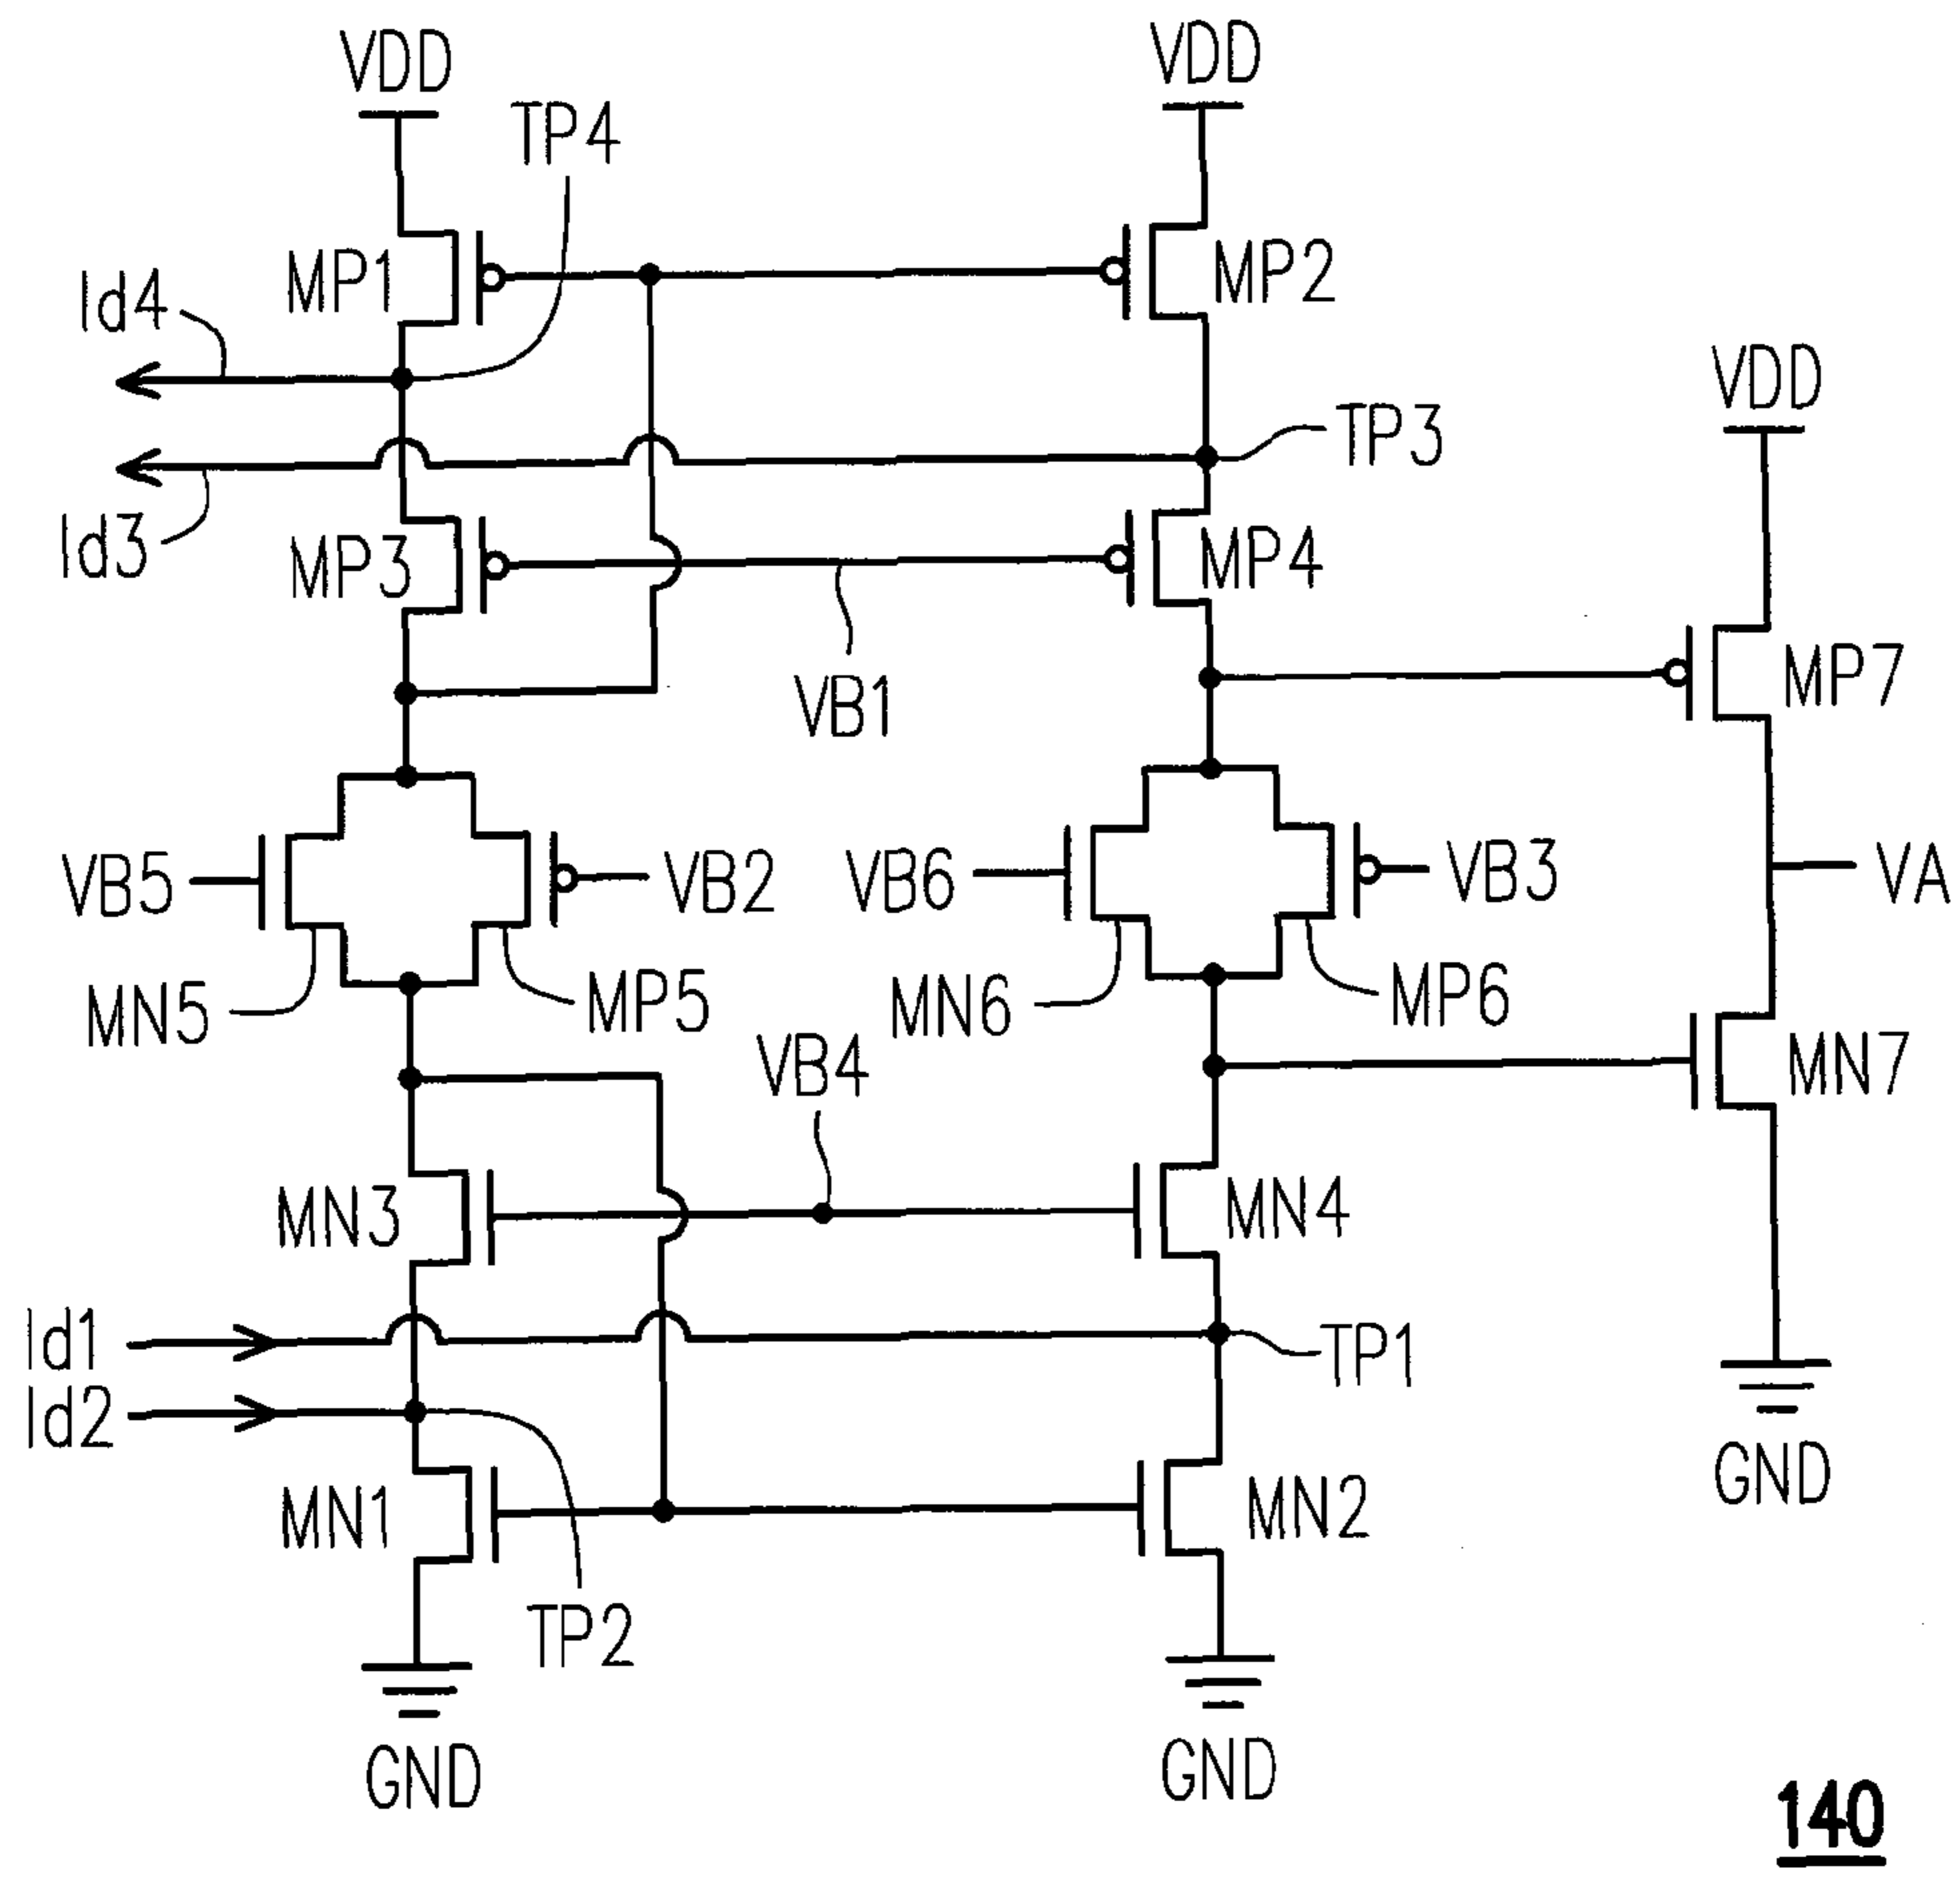 VDD
VDD
TP4
MP1
MP2
Id4
VDD
TP3
Id3
MP3
MP4
MP7
VB1
VB5
VB2
VB6
VB3
VA
MN5
MP5
MN6
MP6
VB4
MN7
MN3
MN4
Id1
TP1
Id2
GND
MN1
MN2
TP2
GND
GND
140